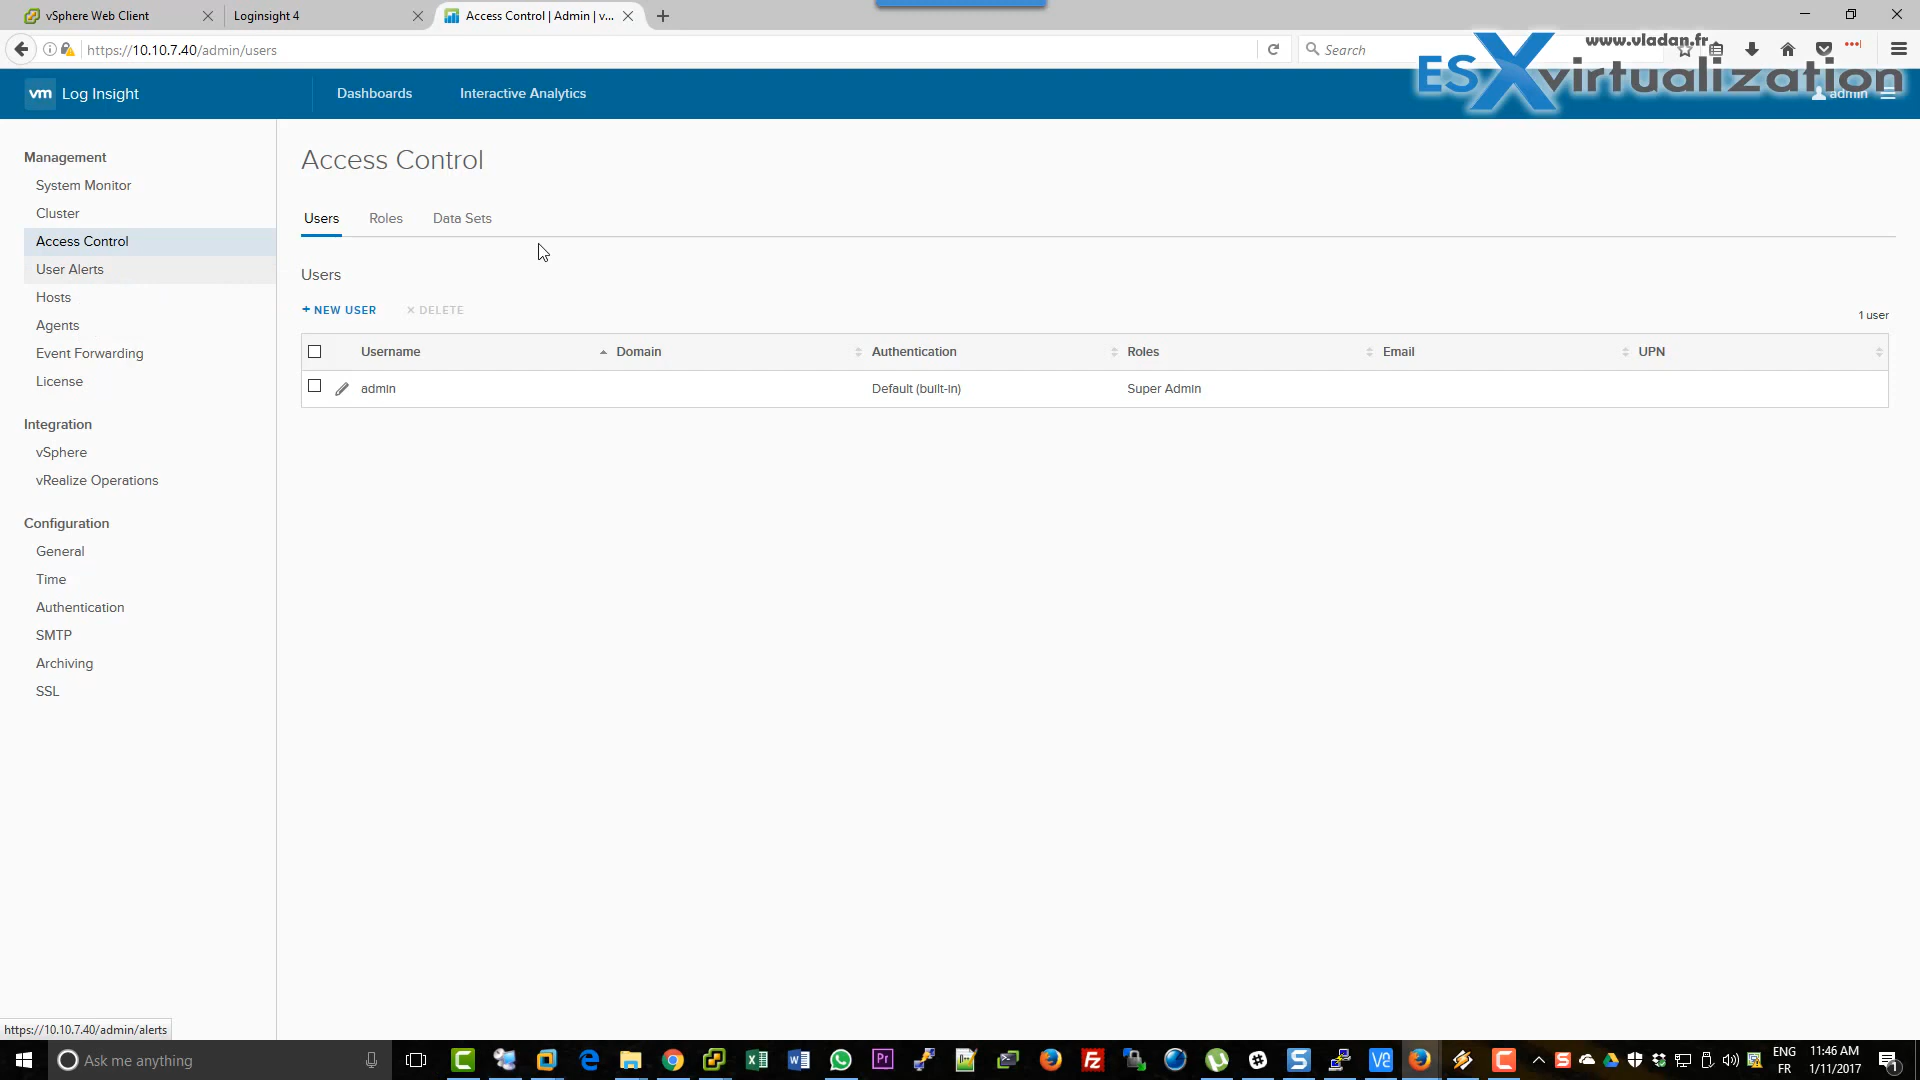 vSphere Web Client
Loginsight 4
Access Control | Admin | v...
https://10.10.7.40/admin/users
Search
www.vladan.fr
ESXvirtualization
vm Log Insight
Dashboards
Interactive Analytics
admin
Management
System Monitor
Cluster
Access Control
User Alerts
Hosts
Agents
Event Forwarding
License
Integration
vSphere
vRealize Operations
Configuration
General
Time
Authentication
SMTP
Archiving
SSL
Access Control
Users
Roles
Data Sets
Users
+ NEW USER
× DELETE
1 user
Username
Domain
Authentication
Roles
Email
UPN
admin
Default (built-in)
Super Admin
https://10.10.7.40/admin/alerts
Ask me anything
ENG
FR
11:46 AM
1/11/2017
1